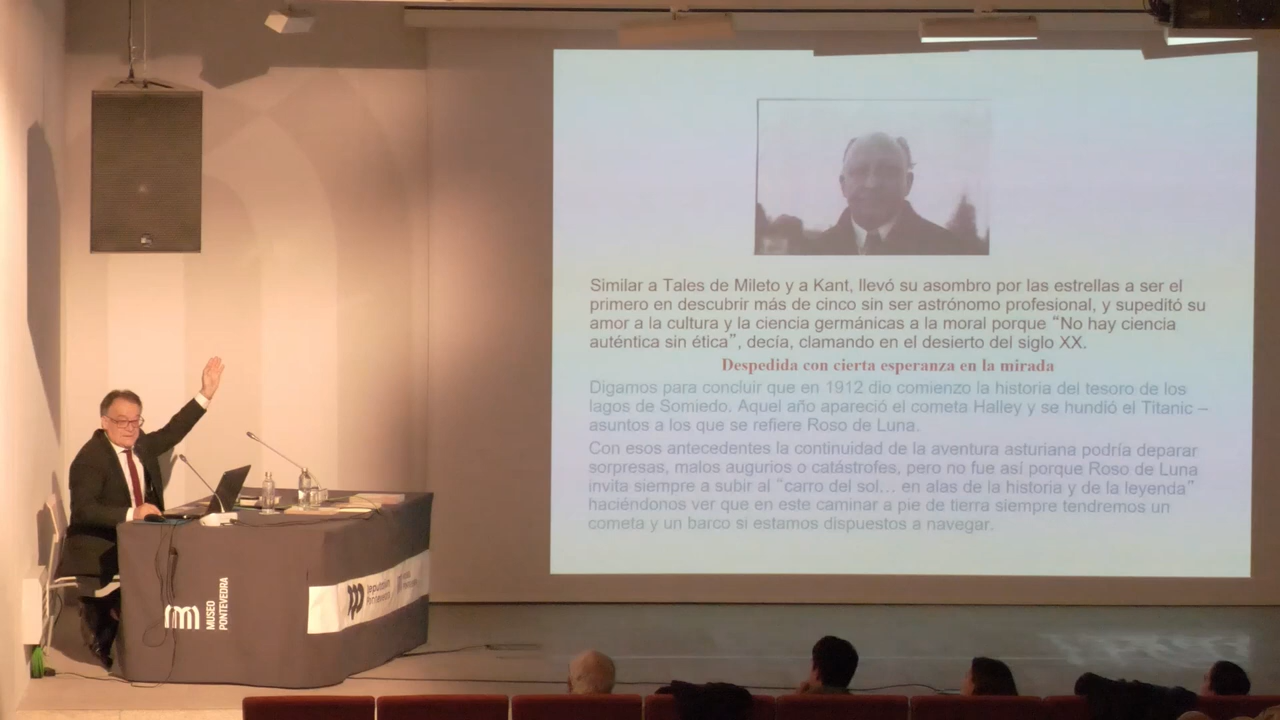 Similar a Tales de Mileto y a Kant, llevó su asombro por las estrellas a ser el
primero en descubrir más de cinco sin ser astrónomo profesional, y supeditó su
amor a la cultura y la ciencia germánicas a la moral porque “No hay ciencia
auténtica sin ética”, decía, clamando en el desierto del siglo XX.
Despedida con cierta esperanza en la mirada
Digamos para concluir que en 1912 dio comienzo la historia del tesoro de los
lagos de Somiedo. Aquel año apareció el cometa Halley y se hundió el Titanic –
asuntos a los que se refiere Roso de Luna.
Con esos antecedentes la continuidad de la aventura asturiana podría deparar
sorpresas, malos augurios o catástrofes, pero no fue así porque Roso de Luna
invita siempre a subir al “carro del sol... en alas de la historia y de la leyenda”
haciéndonos ver que en este caminar a pie de tierra siempre tendremos un
cometa y un barco si estamos dispuestos a navegar.
MUSEO
PONTEVEDRA